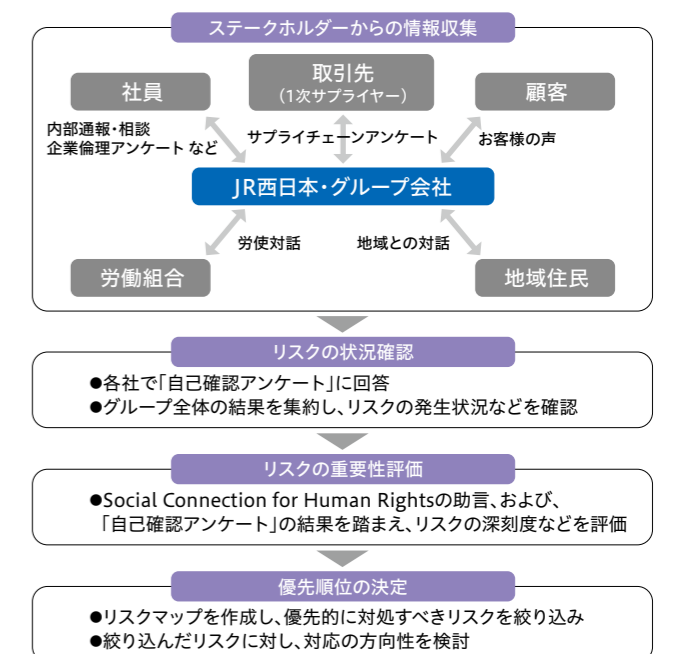 ステークホルダーからの情報収集
社員
取引先
(1次サプライヤー)
顧客
内部通報・相談
企業倫理アンケート など
サプライチェーンアンケート
お客様の声
JR西日本・グループ会社
労使対話
地域との対話
労働組合
地域住民
リスクの状況確認
●各社で「自己確認アンケート」に回答
●グループ全体の結果を集約し、リスクの発生状況などを確認
リスクの重要性評価
●Social Connection for Human Rightsの助言、および、
「自己確認アンケート」の結果を踏まえ、リスクの深刻度などを評価
優先順位の決定
●リスクマップを作成し、優先的に対処すべきリスクを絞り込み
●絞り込んだリスクに対し、対応の方向性を検討